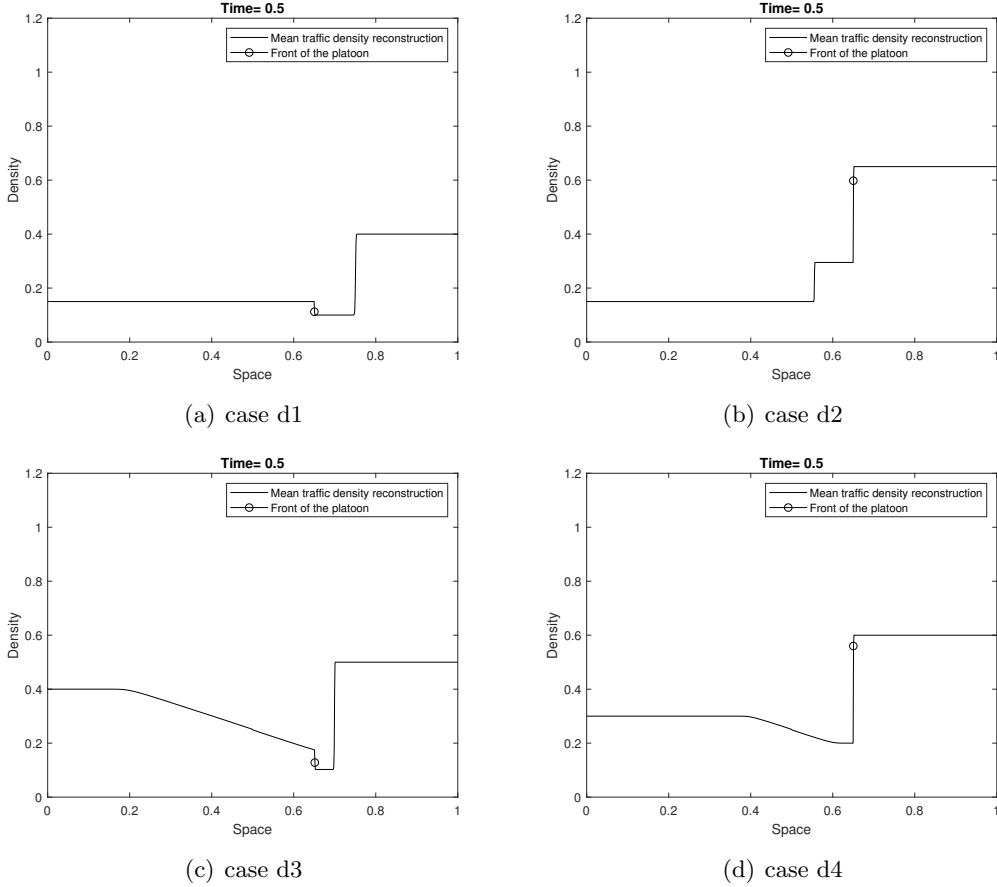 Time= 0.5
Mean traffic density reconstruction
Front of the platoon
1.2
1
0.8
0.6
0.4
0.2
0
Density
0 0.2 0.4 0.6 0.8 1
Space
(a) case d1
Time= 0.5
Mean traffic density reconstruction
Front of the platoon
1.2
1
0.8
0.6
0.4
0.2
0
Density
0 0.2 0.4 0.6 0.8 1
Space
(b) case d2
Time= 0.5
Mean traffic density reconstruction
Front of the platoon
1.2
1
0.8
0.6
0.4
0.2
0
Density
0 0.2 0.4 0.6 0.8 1
Space
(c) case d3
Time= 0.5
Mean traffic density reconstruction
Front of the platoon
1.2
1
0.8
0.6
0.4
0.2
0
Density
0 0.2 0.4 0.6 0.8 1
Space
(d) case d4